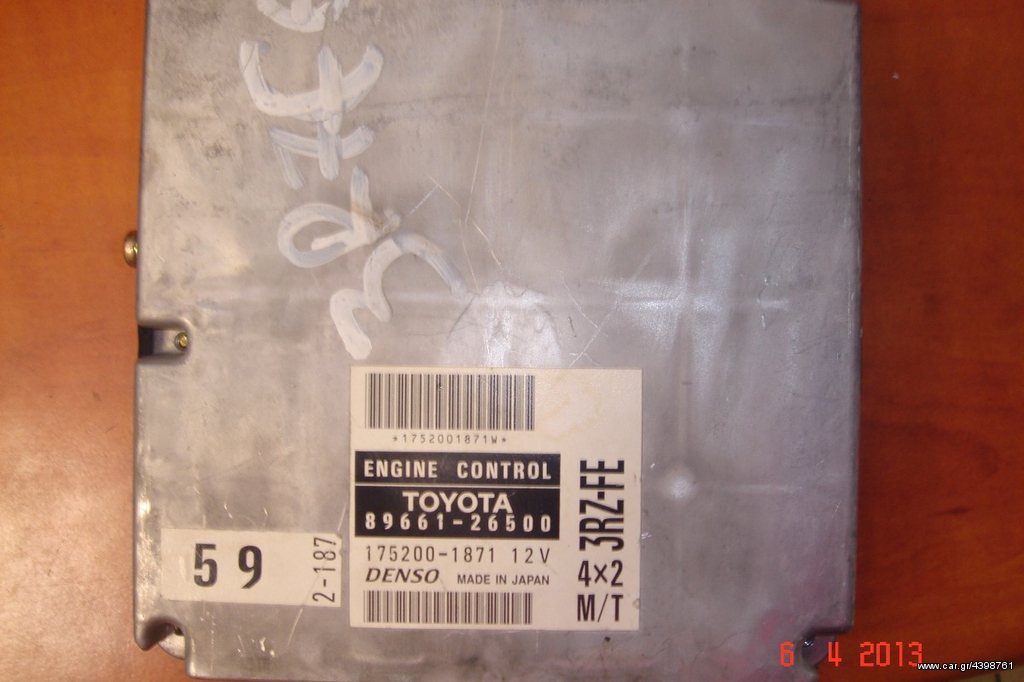 *1752001871W*
ENGINE CONTROL
TOYOTA
89661-26500
175200-1871 12V
DENSO MADE IN JAPAN
3RZ-FE
4×2
M/T
59
2-187
6 4 2013
www.car.gr/4398761